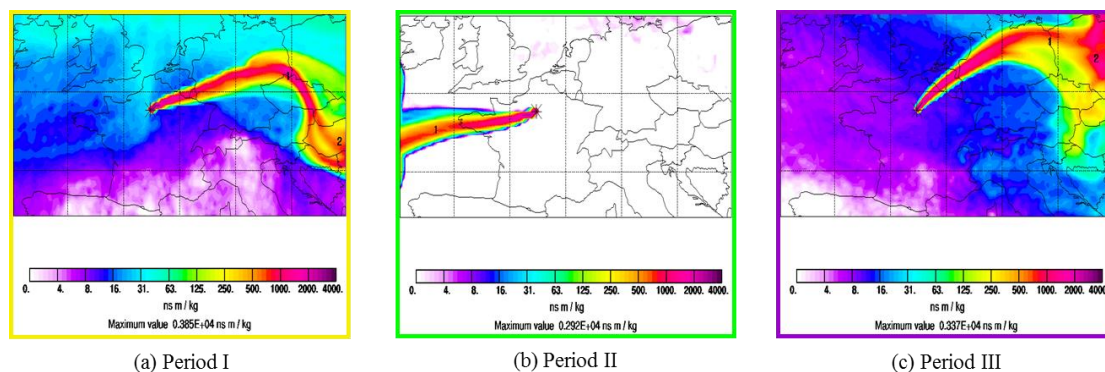 1
2
0. 4. 8. 16. 31. 63. 125. 250. 500. 1000. 2000. 4000.
ns m / kg
Maximum value 0.385E+04 ns m / kg
(a) Period I
1
0. 4. 8. 16. 31. 63. 125. 250. 500. 1000. 2000. 4000.
ns m / kg
Maximum value 0.292E+04 ns m / kg
(b) Period II
1
2
0. 4. 8. 16. 31. 63. 125. 250. 500. 1000. 2000. 4000.
ns m / kg
Maximum value 0.337E+04 ns m / kg
(c) Period III